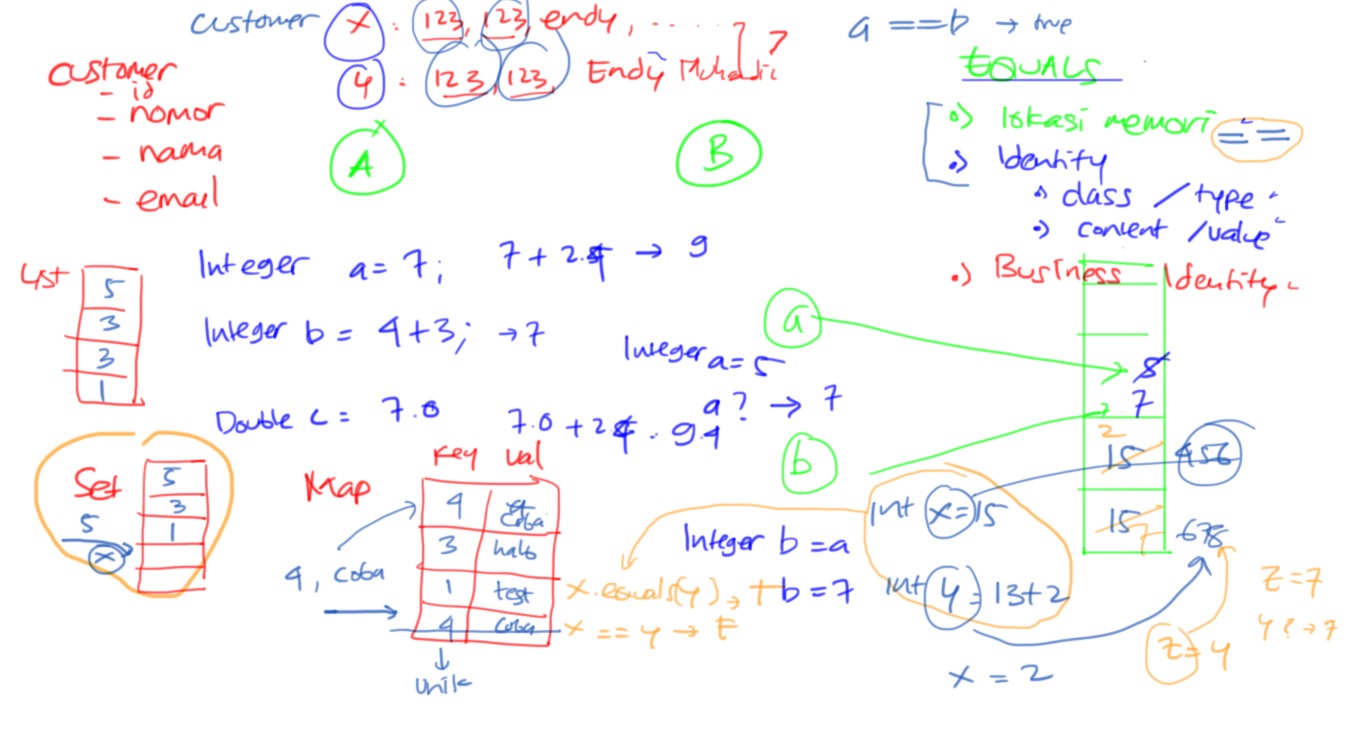 customer x : 123, 123, endy, ..... ?
y : 123, 123, Endy
a == b → true
EQUALS
customer
- id
- nomor
- nama
- email
A x
B
.) lokasi memori ==
.) Identity
.) class / type
.) content / value
.) Business Identity
List
5
3
3
1
Integer a = 7; 7 + 2.4 → 9
Integer b = 4+3; → 7
Double c = 7.0 7.0 + 2.4 . 9.4
a
Integer a = 5
a ? → 7
b
Integer b = a
b = 7
8
7
2
15 456
15 7 678
Set
5
3
1
5
x
Map
key val
4 Coba
3 halo
1 test
4 coba
4, coba
unik
x.equals(y) → T
x == y → F
int x = 15
int y = 13+2
x = 2
z = y
z = 7
y ? → 7